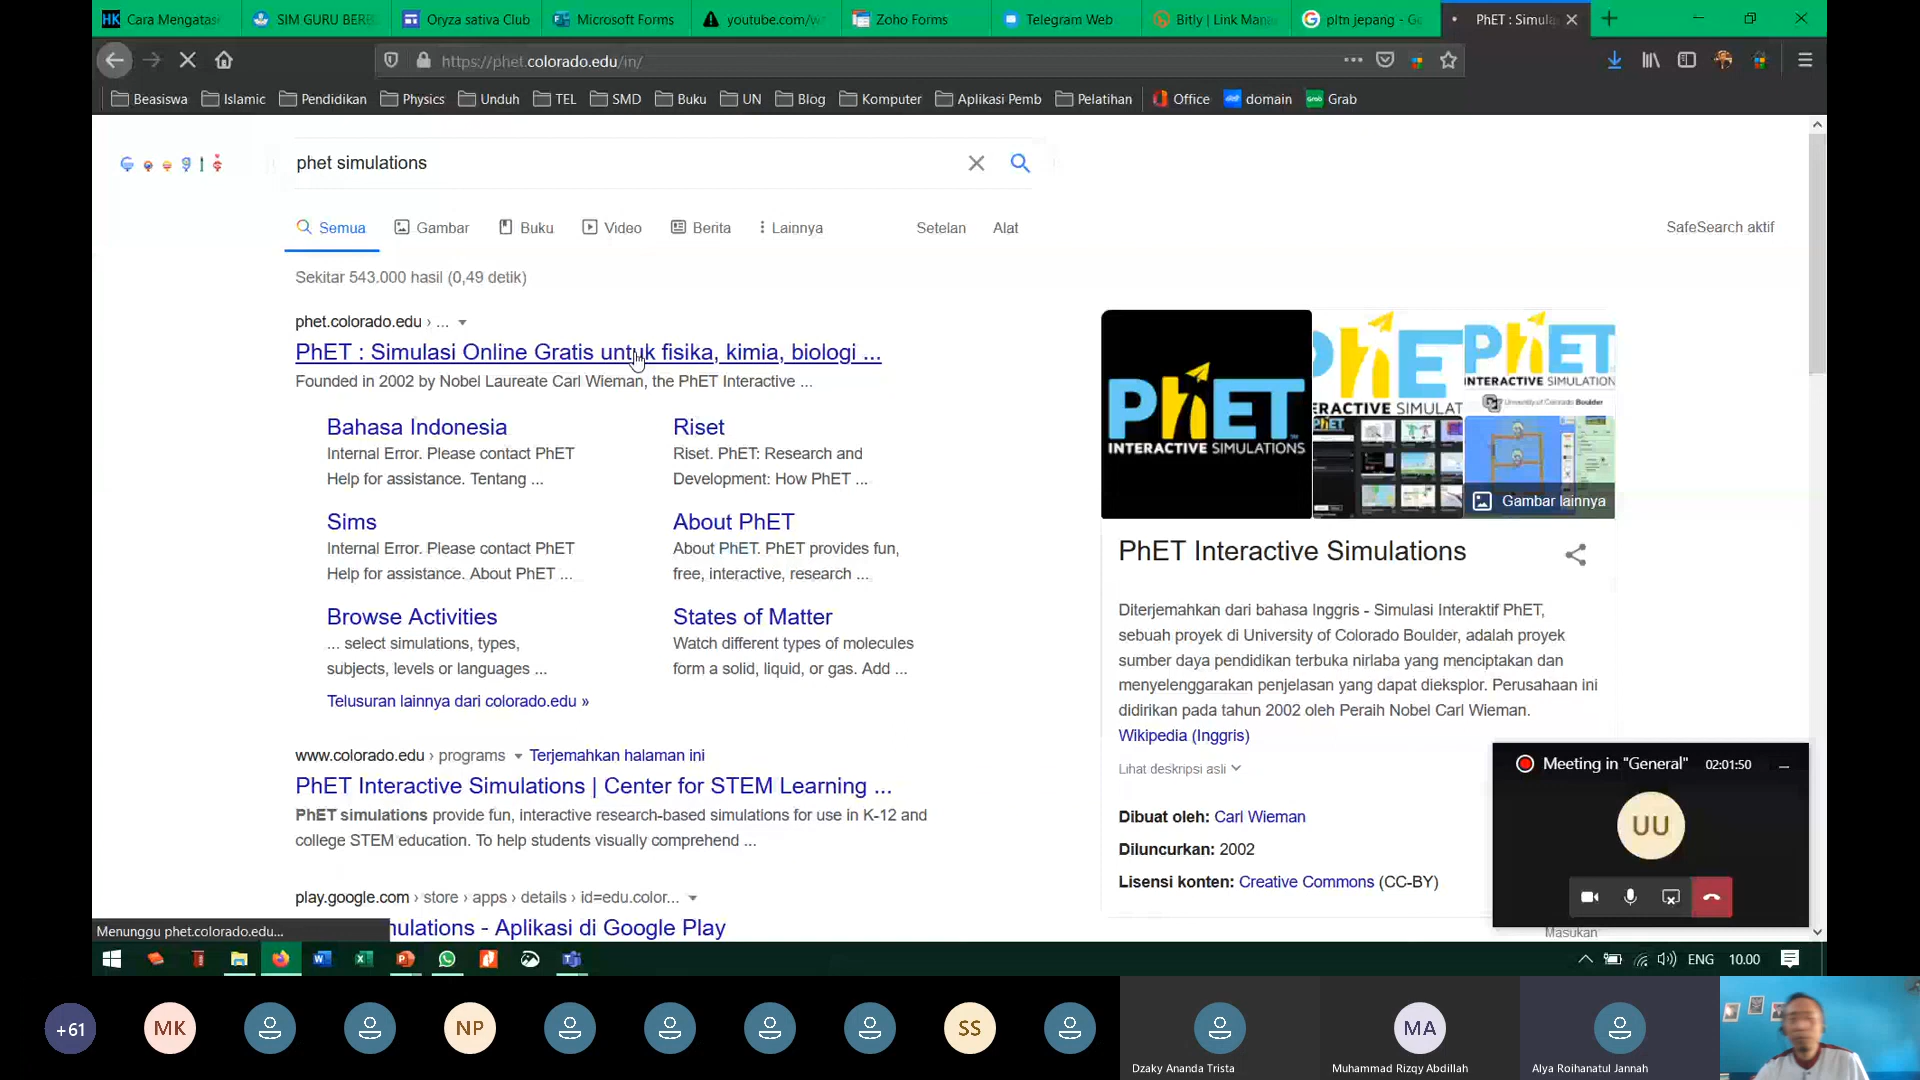 HK Cara Mengatas
SIM GURU BERB
Oryza sativa Club
Microsoft Forms
youtube.com/w
Zoho Forms
Telegram Web
Bitly | Link Mana
pltn jepang - Go
PhET : Simula
https://phet.colorado.edu/in/
Beasiswa Islamic Pendidikan Physics Unduh TEL SMD Buku UN Blog Komputer Aplikasi Pemb Pelatihan Office domain Grab
phet simulations
Semua Gambar Buku Video Berita Lainnya Setelan Alat SafeSearch aktif
Sekitar 543.000 hasil (0,49 detik)
phet.colorado.edu › ...
PhET : Simulasi Online Gratis untuk fisika, kimia, biologi ...
Founded in 2002 by Nobel Laureate Carl Wieman, the PhET Interactive ...
Bahasa Indonesia
Internal Error. Please contact PhET
Help for assistance. Tentang ...
Riset
Riset. PhET: Research and
Development: How PhET ...
Sims
Internal Error. Please contact PhET
Help for assistance. About PhET ...
About PhET
About PhET. PhET provides fun,
free, interactive, research ...
Browse Activities
... select simulations, types,
subjects, levels or languages ...
States of Matter
Watch different types of molecules
form a solid, liquid, or gas. Add ...
Telusuran lainnya dari colorado.edu »
www.colorado.edu › programs Terjemahkan halaman ini
PhET Interactive Simulations | Center for STEM Learning ...
PhET simulations provide fun, interactive research-based simulations for use in K-12 and
college STEM education. To help students visually comprehend ...
play.google.com › store › apps › details › id=edu.color...
nulations - Aplikasi di Google Play
Menunggu phet.colorado.edu...
PhET
INTERACTIVE SIMULATIONS
PhET
INTERACTIVE SIMULATIONS
University of Colorado Boulder
Gambar lainnya
PhET Interactive Simulations
Diterjemahkan dari bahasa Inggris - Simulasi Interaktif PhET,
sebuah proyek di University of Colorado Boulder, adalah proyek
sumber daya pendidikan terbuka nirlaba yang menciptakan dan
menyelenggarakan penjelasan yang dapat dieksplor. Perusahaan ini
didirikan pada tahun 2002 oleh Peraih Nobel Carl Wieman.
Wikipedia (Inggris)
Lihat deskripsi asli
Dibuat oleh: Carl Wieman
Diluncurkan: 2002
Lisensi konten: Creative Commons (CC-BY)
Masukan
Meeting in "General" 02:01:50
UU
ENG 10.00
+61
MK
NP
SS
MA
Dzaky Ananda Trista
Muhammad Rizqy Abdillah
Alya Roihanatul Jannah